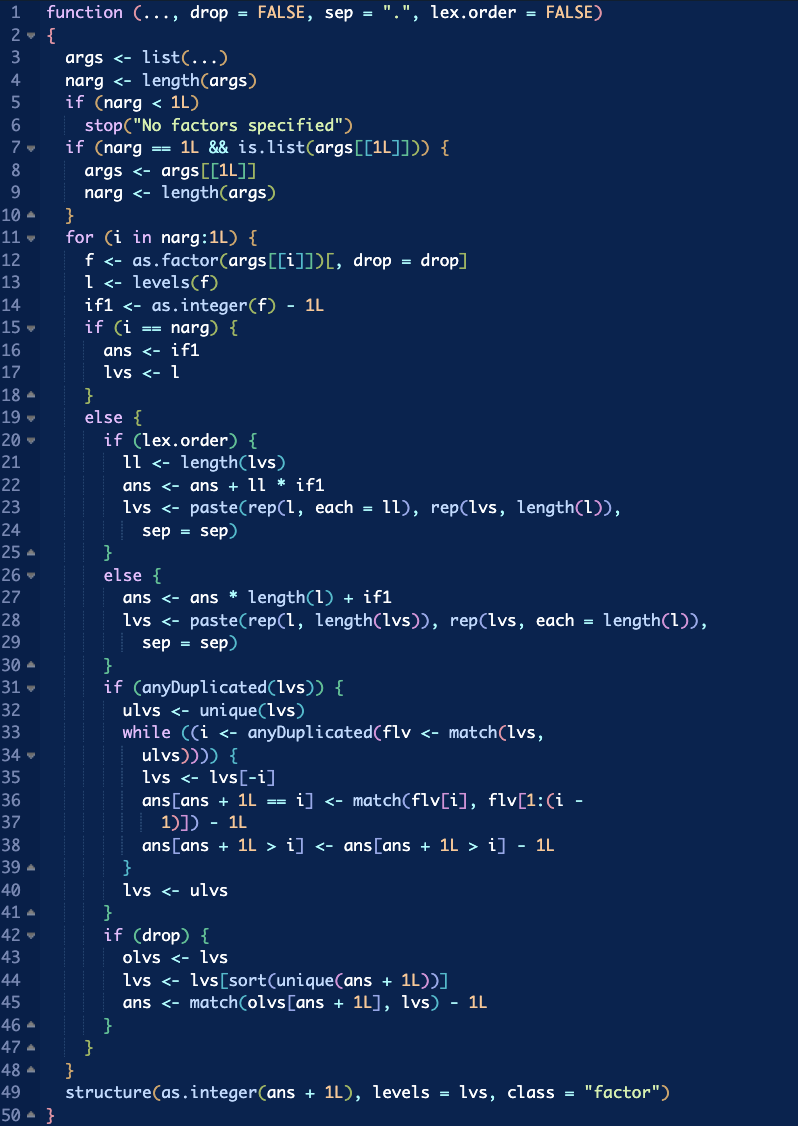 1 function (..., drop = FALSE, sep = ".", lex.order = FALSE)
2 {
3   args <- list(...)
4   narg <- length(args)
5   if (narg < 1L)
6     stop("No factors specified")
7   if (narg == 1L && is.list(args[[1L]])) {
8     args <- args[[1L]]
9     narg <- length(args)
10   }
11   for (i in narg:1L) {
12     f <- as.factor(args[[i]])[, drop = drop]
13     l <- levels(f)
14     if1 <- as.integer(f) - 1L
15     if (i == narg) {
16       ans <- if1
17       lvs <- l
18     }
19     else {
20       if (lex.order) {
21         ll <- length(lvs)
22         ans <- ans + ll * if1
23         lvs <- paste(rep(l, each = ll), rep(lvs, length(l)),
24           sep = sep)
25       }
26       else {
27         ans <- ans * length(l) + if1
28         lvs <- paste(rep(l, length(lvs)), rep(lvs, each = length(l)),
29           sep = sep)
30       }
31       if (anyDuplicated(lvs)) {
32         ulvs <- unique(lvs)
33         while ((i <- anyDuplicated(flv <- match(lvs,
34           ulvs)))) {
35           lvs <- lvs[-i]
36           ans[ans + 1L == i] <- match(flv[i], flv[1:(i -
37             1)]) - 1L
38           ans[ans + 1L > i] <- ans[ans + 1L > i] - 1L
39         }
40         lvs <- ulvs
41       }
42       if (drop) {
43         olvs <- lvs
44         lvs <- lvs[sort(unique(ans + 1L))]
45         ans <- match(olvs[ans + 1L], lvs) - 1L
46       }
47     }
48   }
49   structure(as.integer(ans + 1L), levels = lvs, class = "factor")
50 }